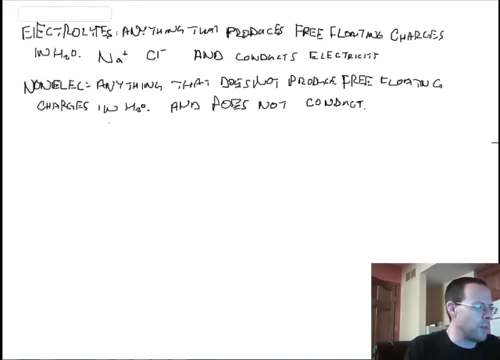 ELECTROLYTES: ANYTHING THAT PRODUCES FREE FLOATING CHARGES
IN H₂O. Na⁺ Cl⁻ AND CONDUCTS ELECTRICITY
NONELEC: ANYTHING THAT DOES NOT PRODUCE FREE FLOATING
CHARGES IN H₂O. AND DOES NOT CONDUCT.